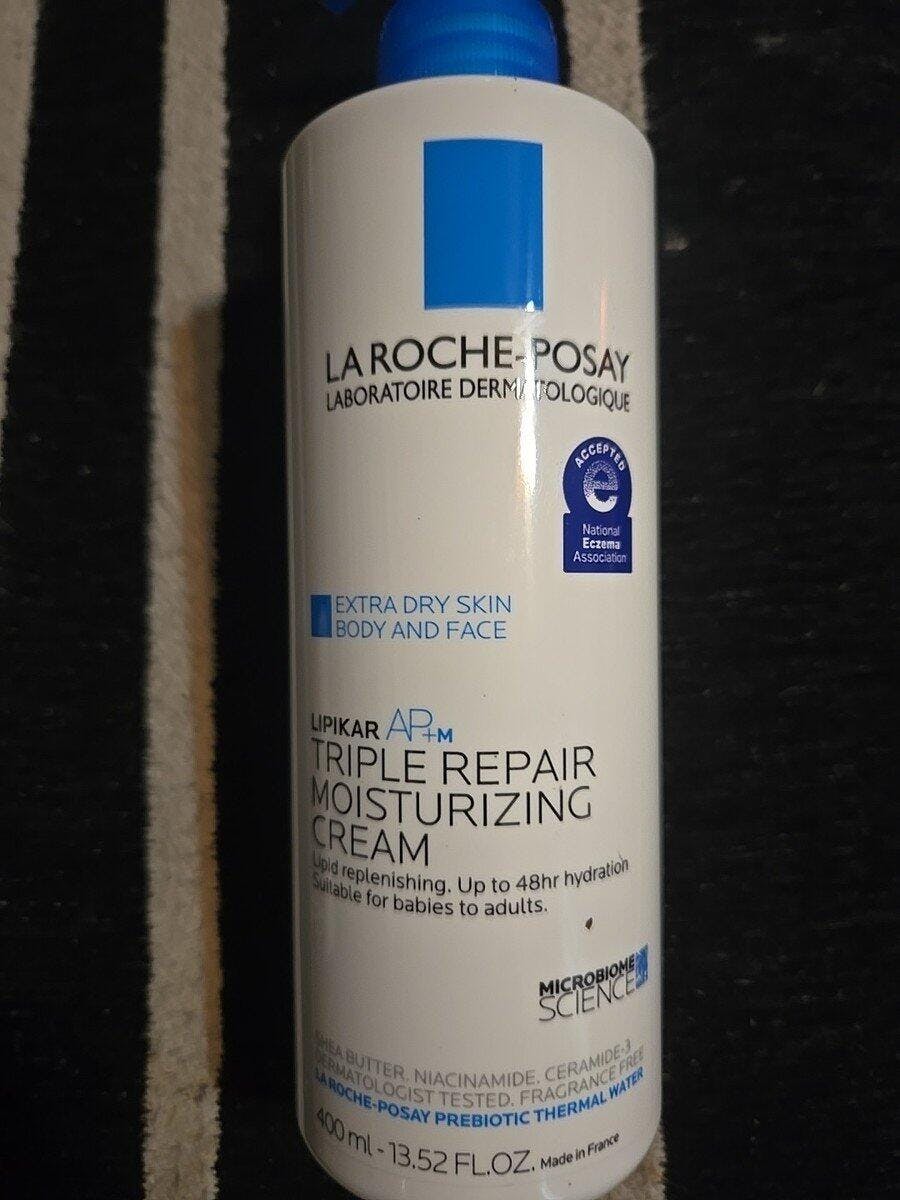 LA ROCHE-POSAY
LABORATOIRE DERMATOLOGIQUE
ACCEPTED
e
National
Eczema
Association
EXTRA DRY SKIN
BODY AND FACE
LIPIKAR AP+M
TRIPLE REPAIR
MOISTURIZING
CREAM
Lipid replenishing. Up to 48hr hydration
Suitable for babies to adults.
MICROBIOME
SCIENCE
SHEA BUTTER. NIACINAMIDE. CERAMIDE-3
DERMATOLOGIST TESTED. FRAGRANCE FREE
LA ROCHE-POSAY PREBIOTIC THERMAL WATER
400 ml - 13.52 FL.OZ. Made in France